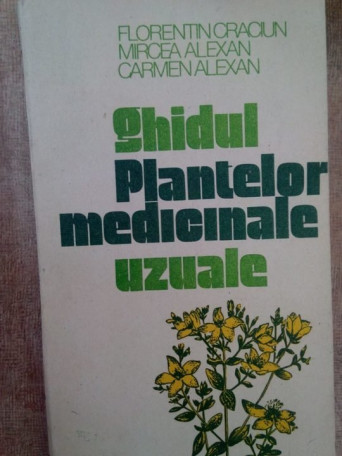 FLORENTIN CRACIUN
MIRCEA ALEXAN
CARMEN ALEXAN
ghidul
Plantelor
medicinale
uzuale